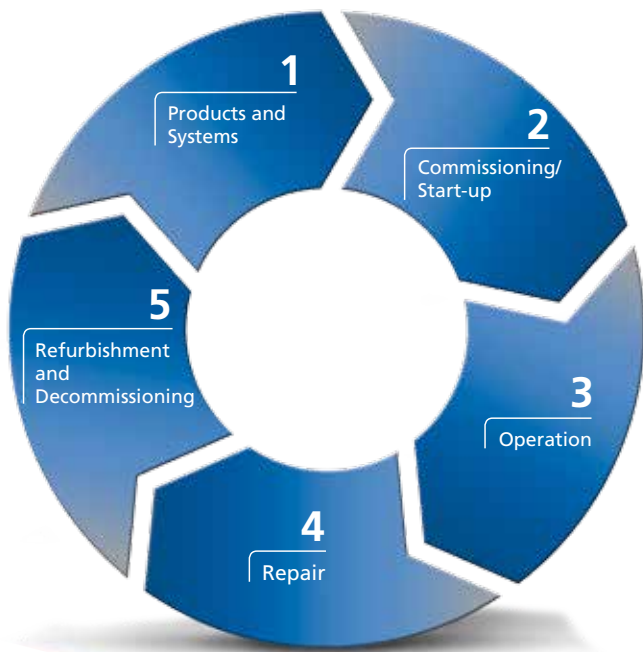 1
Products and
Systems
2
Commissioning/
Start-up
3
Operation
4
Repair
5
Refurbishment
and
Decommissioning